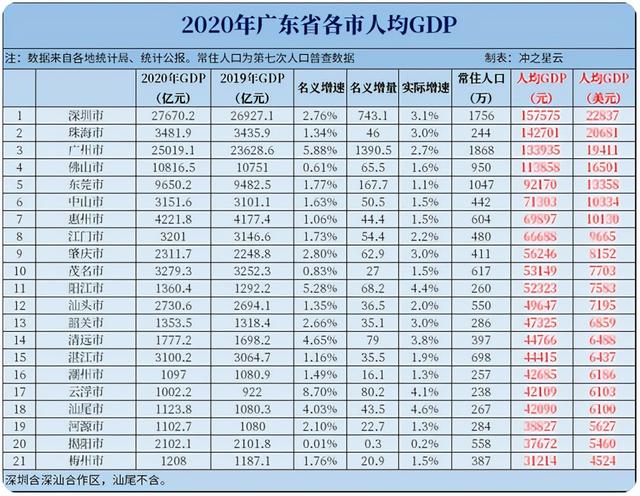 2020年广东省各市人均GDP
注：数据来自各地统计局、统计公报。常住人口为第七次人口普查数据 制表：冲之星云
2020年GDP（亿元） 2019年GDP（亿元） 名义增速 名义增量 实际增速 常住人口（万） 人均GDP（元） 人均GDP（美元）
1 深圳市 27670.2 26927.1 2.76% 743.1 3.1% 1756 157575 22837
2 珠海市 3481.9 3435.9 1.34% 46 3.0% 244 142701 20681
3 广州市 25019.1 23628.6 5.88% 1390.5 2.7% 1868 133935 19411
4 佛山市 10816.5 10751 0.61% 65.5 1.6% 950 113858 16501
5 东莞市 9650.2 9482.5 1.77% 167.7 1.1% 1047 92170 13358
6 中山市 3151.6 3101.1 1.63% 50.5 1.5% 442 71303 10334
7 惠州市 4221.8 4177.4 1.06% 44.4 1.5% 604 69897 10130
8 江门市 3201 3146.6 1.73% 54.4 2.2% 480 66688 9665
9 肇庆市 2311.7 2248.8 2.80% 62.9 3.0% 411 56246 8152
10 茂名市 3279.3 3252.3 0.83% 27 1.5% 617 53149 7703
11 阳江市 1360.4 1292.2 5.28% 68.2 4.4% 260 52323 7583
12 汕头市 2730.6 2694.1 1.35% 36.5 2.0% 550 49647 7195
13 韶关市 1353.5 1318.4 2.66% 35.1 3.0% 286 47325 6859
14 清远市 1777.2 1698.2 4.65% 79 3.8% 397 44766 6488
15 湛江市 3100.2 3064.7 1.16% 35.5 1.9% 698 44415 6437
16 潮州市 1097 1080.9 1.49% 16.1 1.3% 257 42685 6186
17 云浮市 1002.2 922 8.70% 80.2 4.1% 238 42109 6103
18 汕尾市 1123.8 1080.3 4.03% 43.5 4.6% 267 42090 6100
19 河源市 1102.7 1080 2.10% 22.7 1.3% 284 38827 5627
20 揭阳市 2102.1 2101.8 0.01% 0.3 0.2% 558 37672 5460
21 梅州市 1208 1187.1 1.76% 20.9 1.5% 387 31214 4524
深圳含深汕合作区，汕尾不含。